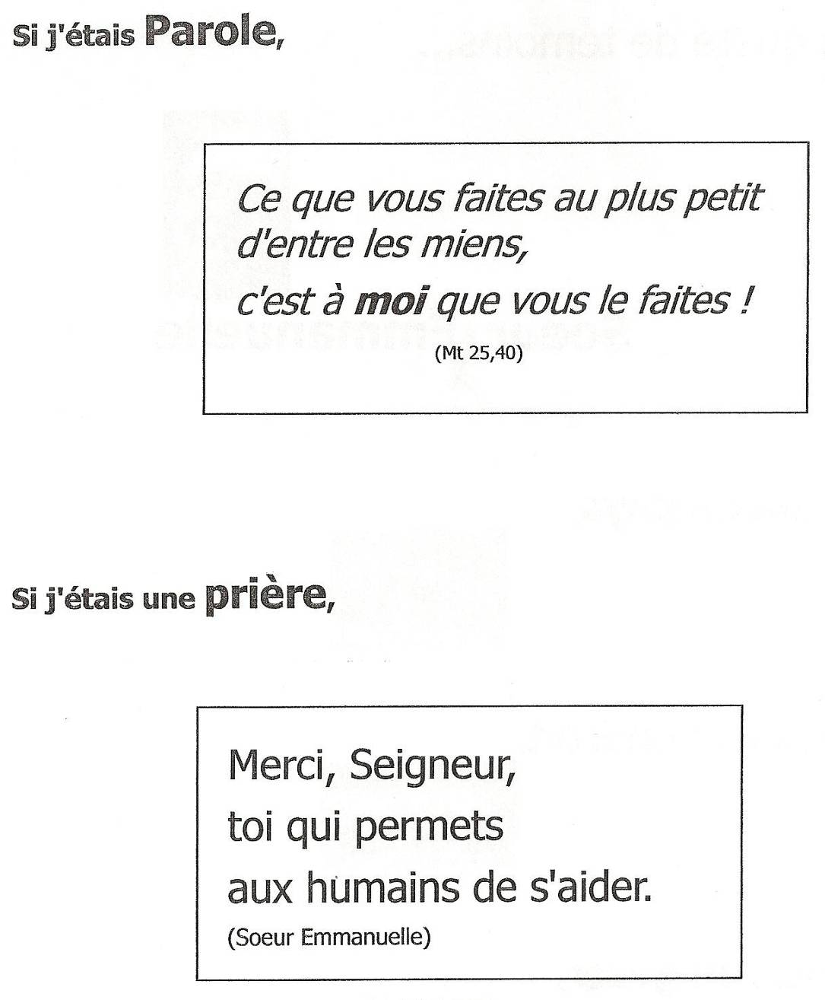 Si j'étais Parole,
Ce que vous faites au plus petit
d'entre les miens,
c'est à moi que vous le faites !
(Mt 25,40)
Si j'étais une prière,
Merci, Seigneur,
toi qui permets
aux humains de s'aider.
(Soeur Emmanuelle)